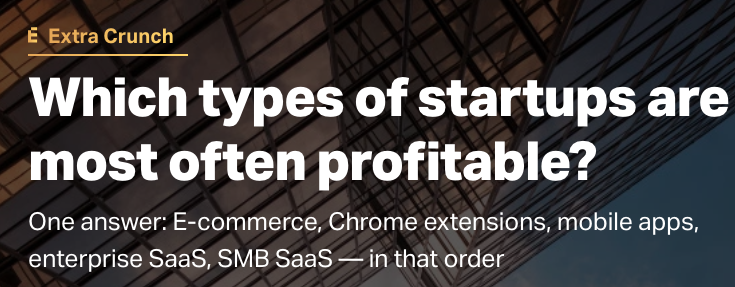 Extra Crunch
Which types of startups are
most often profitable?
One answer: E-commerce, Chrome extensions, mobile apps,
enterprise SaaS, SMB SaaS — in that order